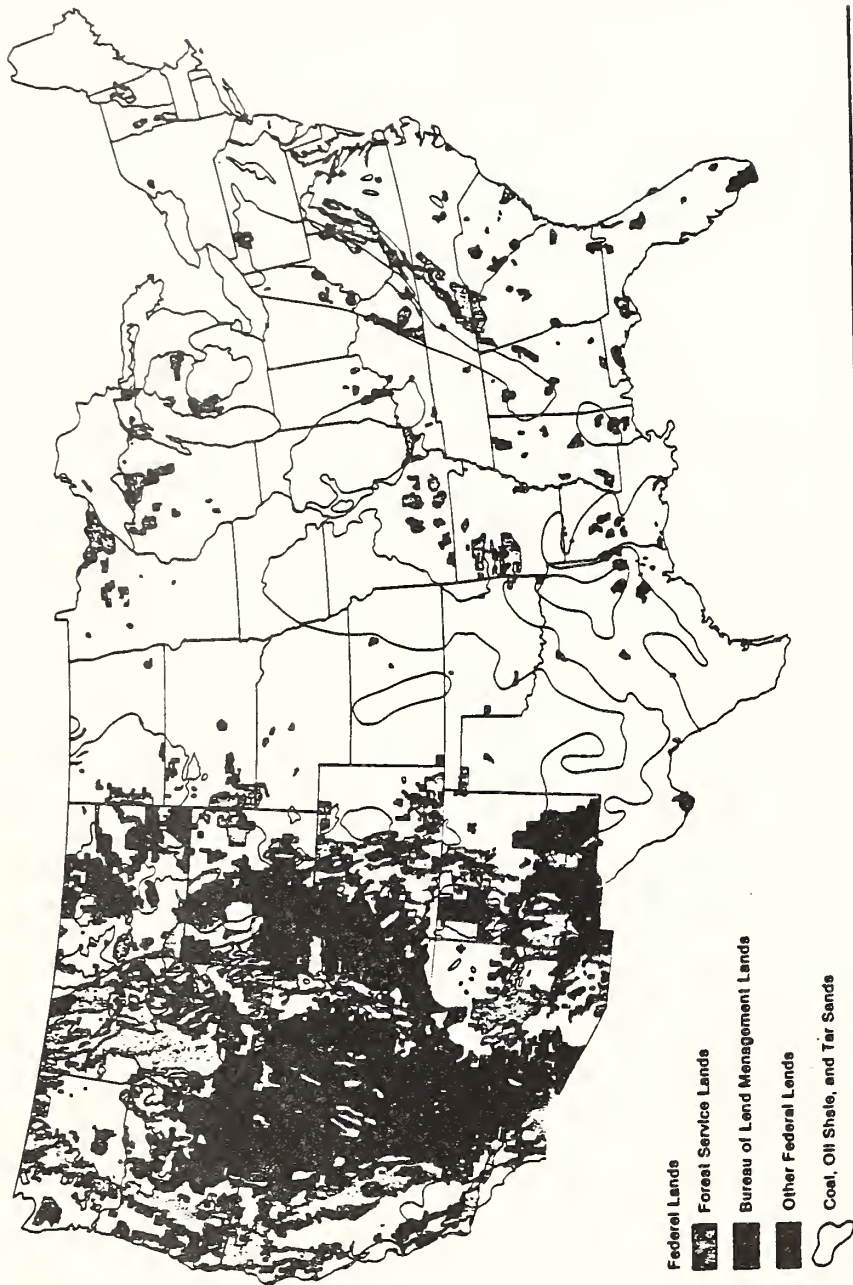 Federal Lands
Forest Service Lands
Bureau of Land Management Lands
Other Federal Lands
Coal, Oil Shale, and Tar Sands